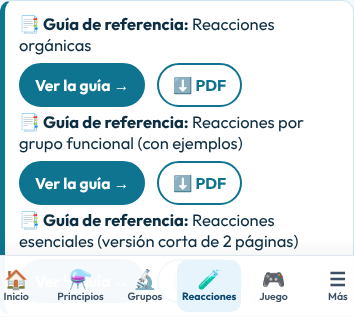 📑 Guía de referencia: Reacciones
orgánicas
Ver la guía → ⬇️ PDF
📑 Guía de referencia: Reacciones por
grupo funcional (con ejemplos)
Ver la guía → ⬇️ PDF
📑 Guía de referencia: Reacciones
esenciales (versión corta de 2 páginas)
Inicio Principios Grupos Reacciones Juego Más